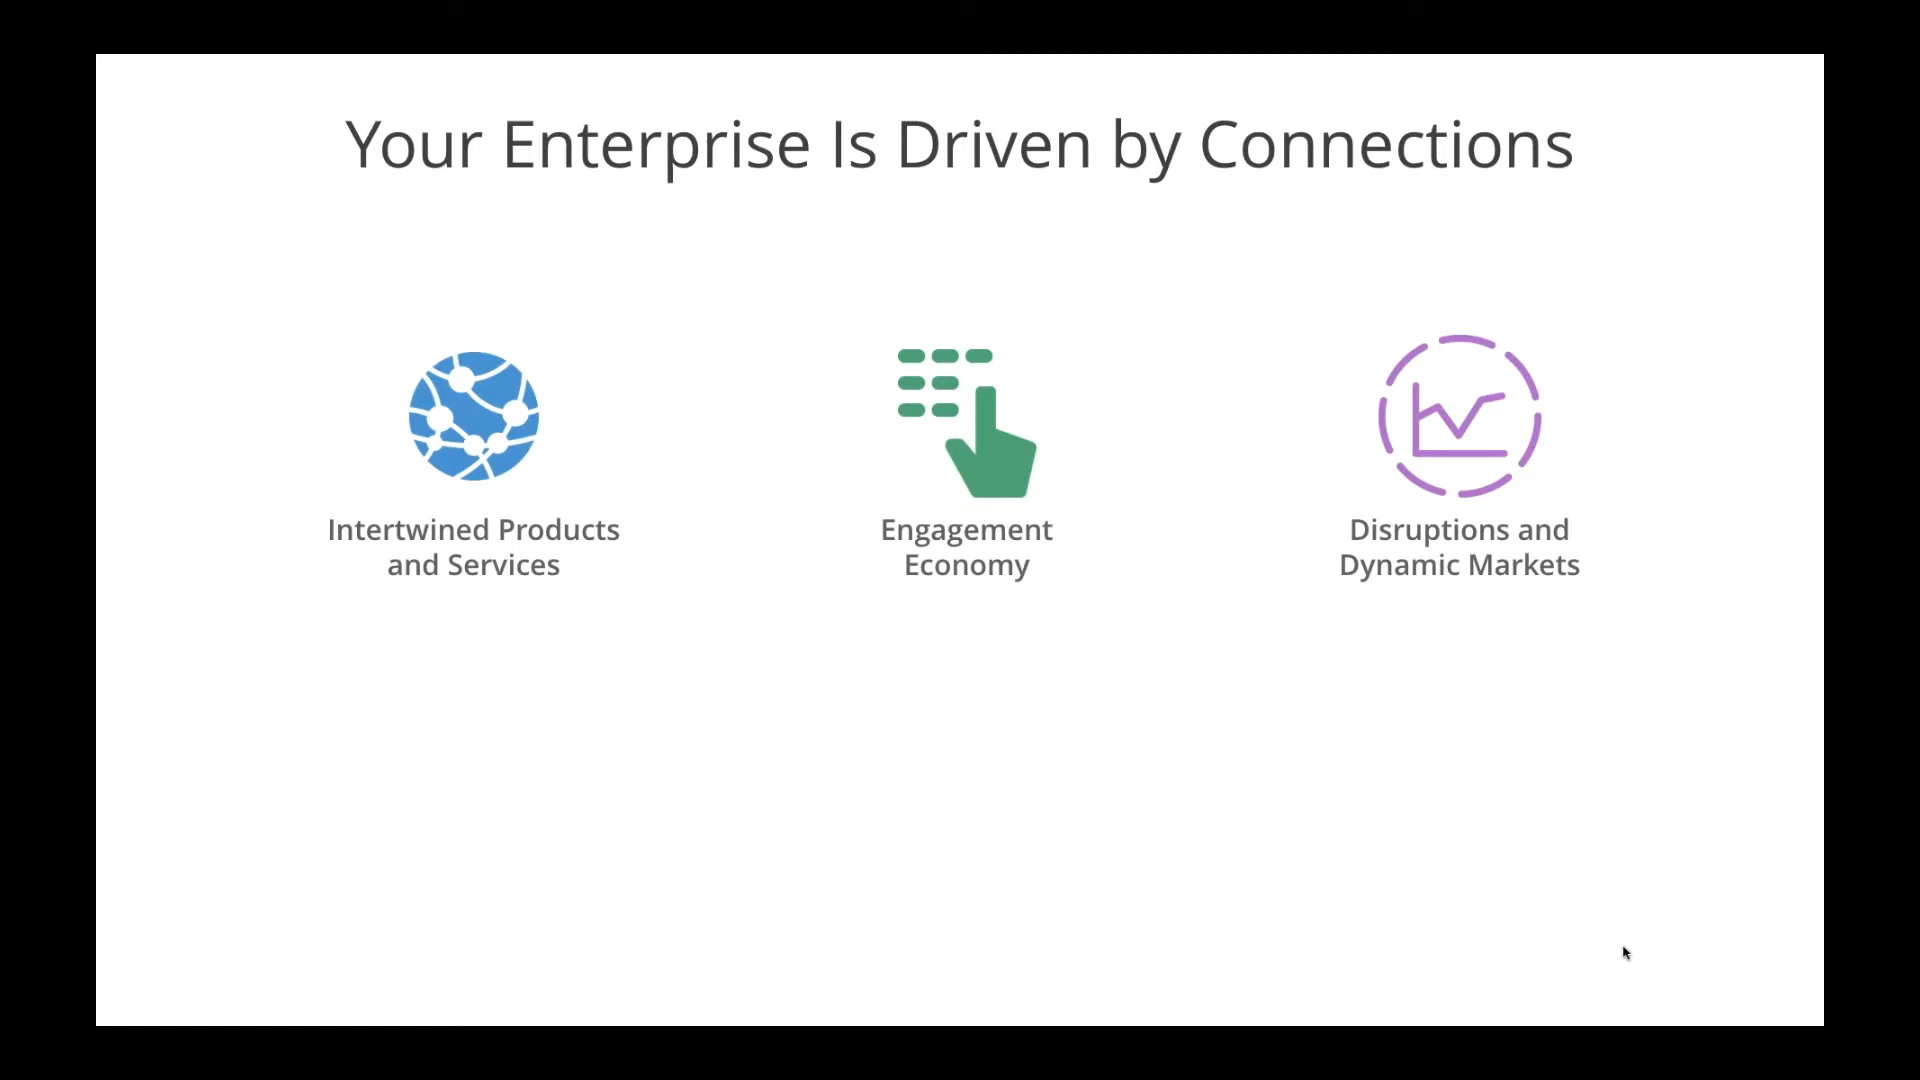 Your Enterprise Is Driven by Connections
Intertwined Products
and Services
Engagement
Economy
Disruptions and
Dynamic Markets